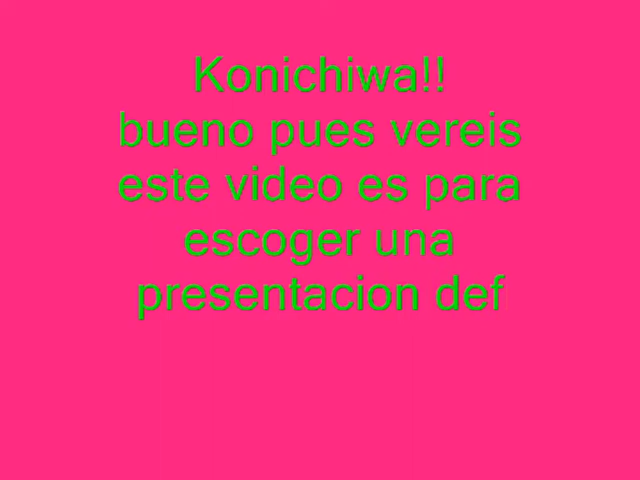 Konichiwa!!
bueno pues vereis
este video es para
escoger una
presentacion def